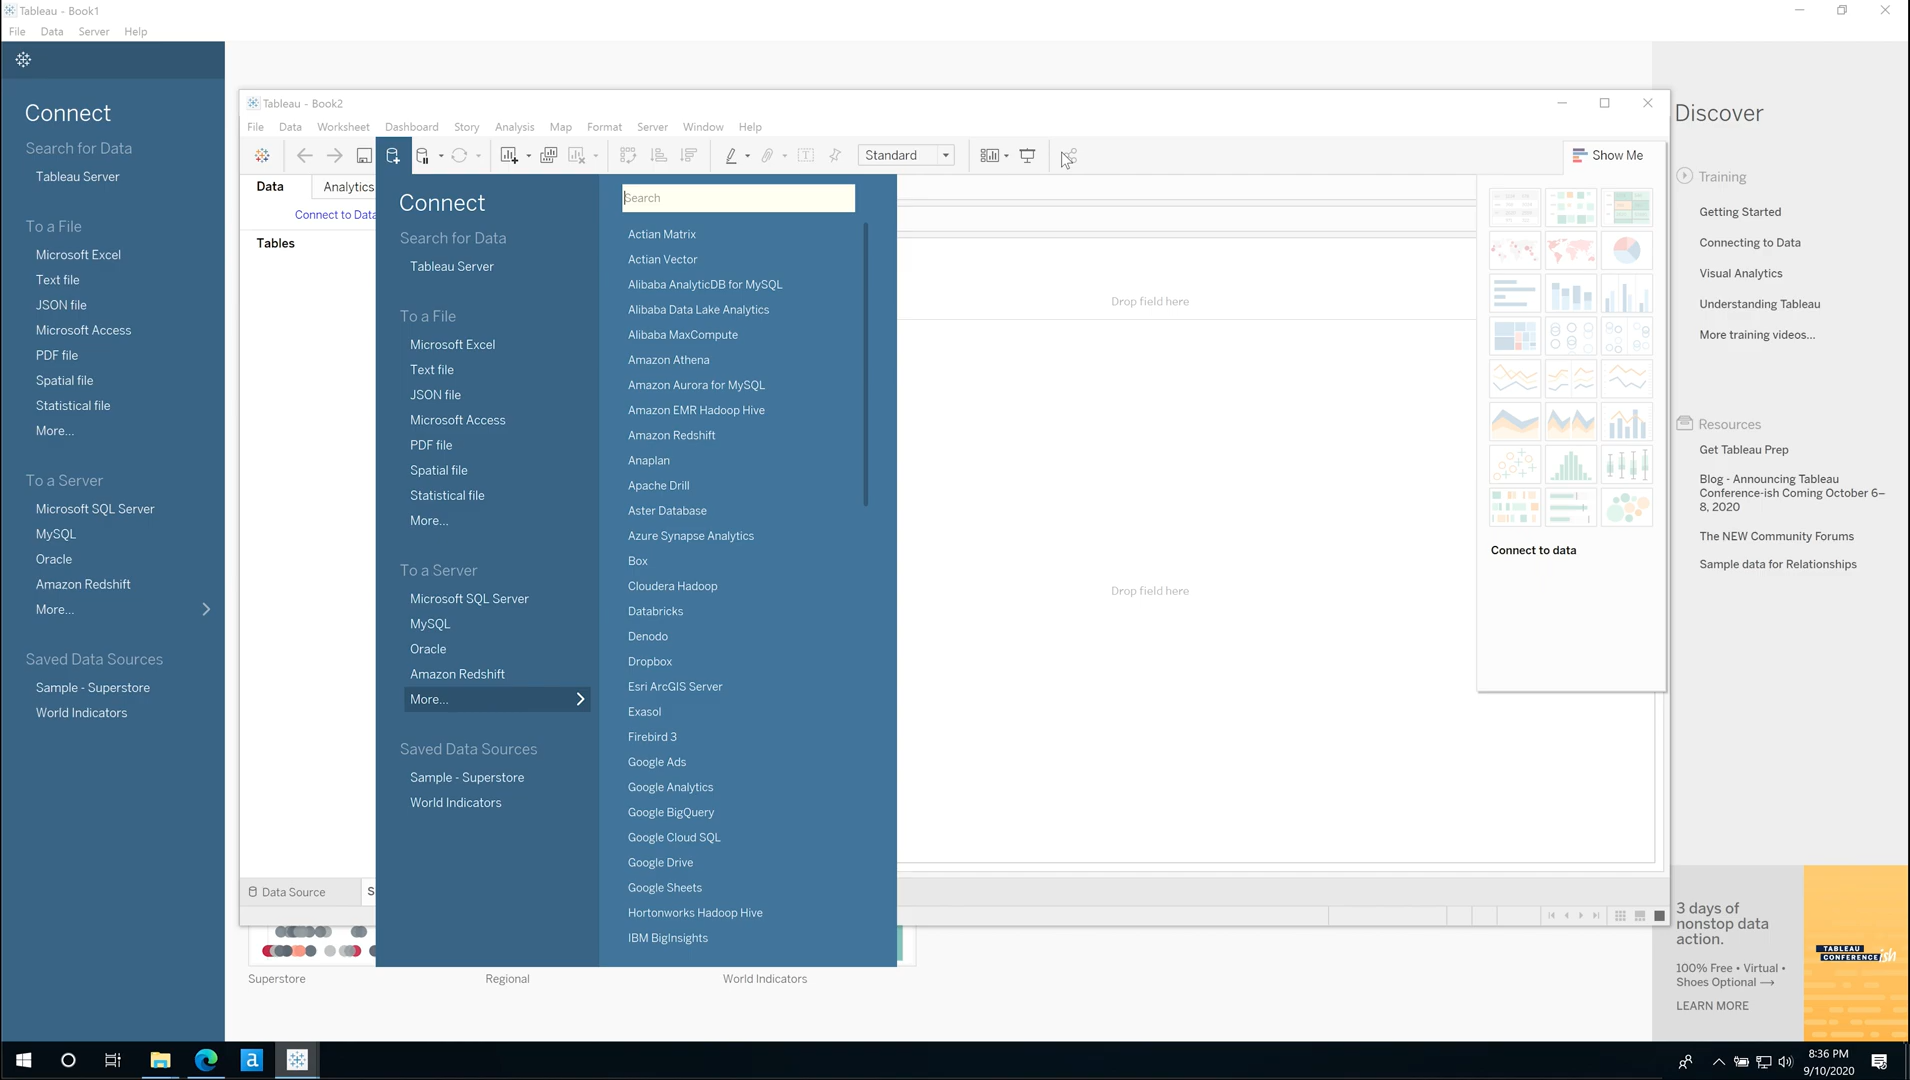 Tableau - Book1
File Data Server Help
Connect
Search for Data
Tableau Server
To a File
Microsoft Excel
Text file
JSON file
Microsoft Access
PDF file
Spatial file
Statistical file
More...
To a Server
Microsoft SQL Server
MySQL
Oracle
Amazon Redshift
More...
Saved Data Sources
Sample - Superstore
World Indicators
Tableau - Book2
File Data Worksheet Dashboard Story Analysis Map Format Server Window Help
Standard
Show Me
Data Analytics
Connect to Data
Tables
Connect
Search for Data
Tableau Server
To a File
Microsoft Excel
Text file
JSON file
Microsoft Access
PDF file
Spatial file
Statistical file
More...
To a Server
Microsoft SQL Server
MySQL
Oracle
Amazon Redshift
More...
Saved Data Sources
Sample - Superstore
World Indicators
Search
Actian Matrix
Actian Vector
Alibaba AnalyticDB for MySQL
Alibaba Data Lake Analytics
Alibaba MaxCompute
Amazon Athena
Amazon Aurora for MySQL
Amazon EMR Hadoop Hive
Amazon Redshift
Anaplan
Apache Drill
Aster Database
Azure Synapse Analytics
Box
Cloudera Hadoop
Databricks
Denodo
Dropbox
Esri ArcGIS Server
Exasol
Firebird 3
Google Ads
Google Analytics
Google BigQuery
Google Cloud SQL
Google Drive
Google Sheets
Hortonworks Hadoop Hive
IBM BigInsights
Drop field here
Drop field here
Connect to data
Data Source S
Superstore
Regional
World Indicators
Discover
Training
Getting Started
Connecting to Data
Visual Analytics
Understanding Tableau
More training videos...
Resources
Get Tableau Prep
Blog - Announcing Tableau
Conference-ish Coming October 6–
8, 2020
The NEW Community Forums
Sample data for Relationships
3 days of
nonstop data
action.
100% Free • Virtual •
Shoes Optional →
LEARN MORE
TABLEAU
CONFERENCE ish
a
8:36 PM
9/10/2020